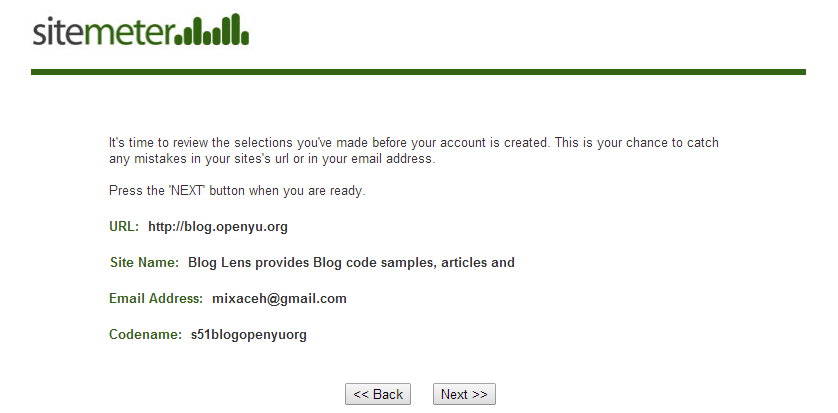 sitemeter.
It's time to review the selections you've made before your account is created. This is your chance to catch
any mistakes in your sites's url or in your email address.
Press the 'NEXT' button when you are ready.
URL: http://blog.openyu.org
Site Name: Blog Lens provides Blog code samples, articles and
Email Address: mixaceh@gmail.com
Codename: s51blogopenyuorg
<< Back Next >>